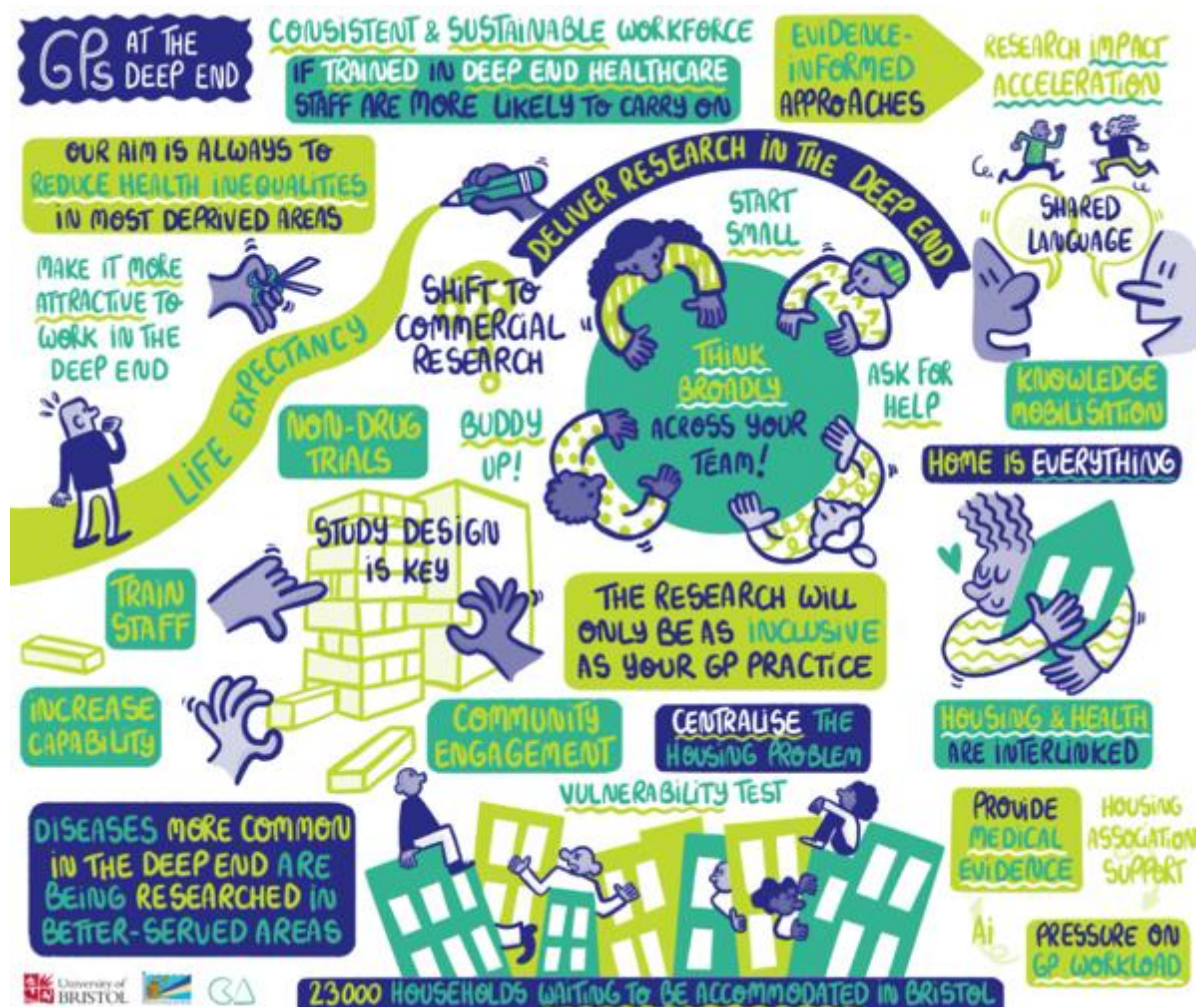 GPs AT THE
DEEP END
CONSISTENT & SUSTAINABLE WORKFORCE
IF TRAINED IN DEEP END HEALTHCARE
STAFF ARE MORE LIKELY TO CARRY ON
EVIDENCE-
INFORMED
APPROACHES
RESEARCH IMPACT
ACCELERATION
OUR AIM IS ALWAYS TO
REDUCE HEALTH INEQUALITIES
IN MOST DEPRIVED AREAS
DELIVER RESEARCH IN THE DEEP END
START
SMALL
SHARED
LANGUAGE
MAKE IT MORE
ATTRACTIVE TO
WORK IN THE
DEEP END
LIFE EXPECTANCY
SHIFT TO
COMMERCIAL
RESEARCH
THINK
BROADLY
ACROSS YOUR
TEAM!
ASK FOR
HELP
KNOWLEDGE
MOBILISATION
NON-DRUG
TRIALS
BUDDY
UP!
HOME IS EVERYTHING
STUDY DESIGN
IS KEY
TRAIN
STAFF
THE RESEARCH WILL
ONLY BE AS INCLUSIVE
AS YOUR GP PRACTICE
INCREASE
CAPABILITY
COMMUNITY
ENGAGEMENT
CENTRALISE THE
HOUSING PROBLEM
HOUSING & HEALTH
ARE INTERLINKED
VULNERABILITY TEST
DISEASES MORE COMMON
IN THE DEEP END ARE
BEING RESEARCHED IN
BETTER-SERVED AREAS
PROVIDE
MEDICAL
EVIDENCE
HOUSING
ASSOCIATION
SUPPORT
Ai
PRESSURE ON
GP WORKLOAD
University of
BRISTOL
23000 HOUSEHOLDS WAITING TO BE ACCOMMODATED IN BRISTOL